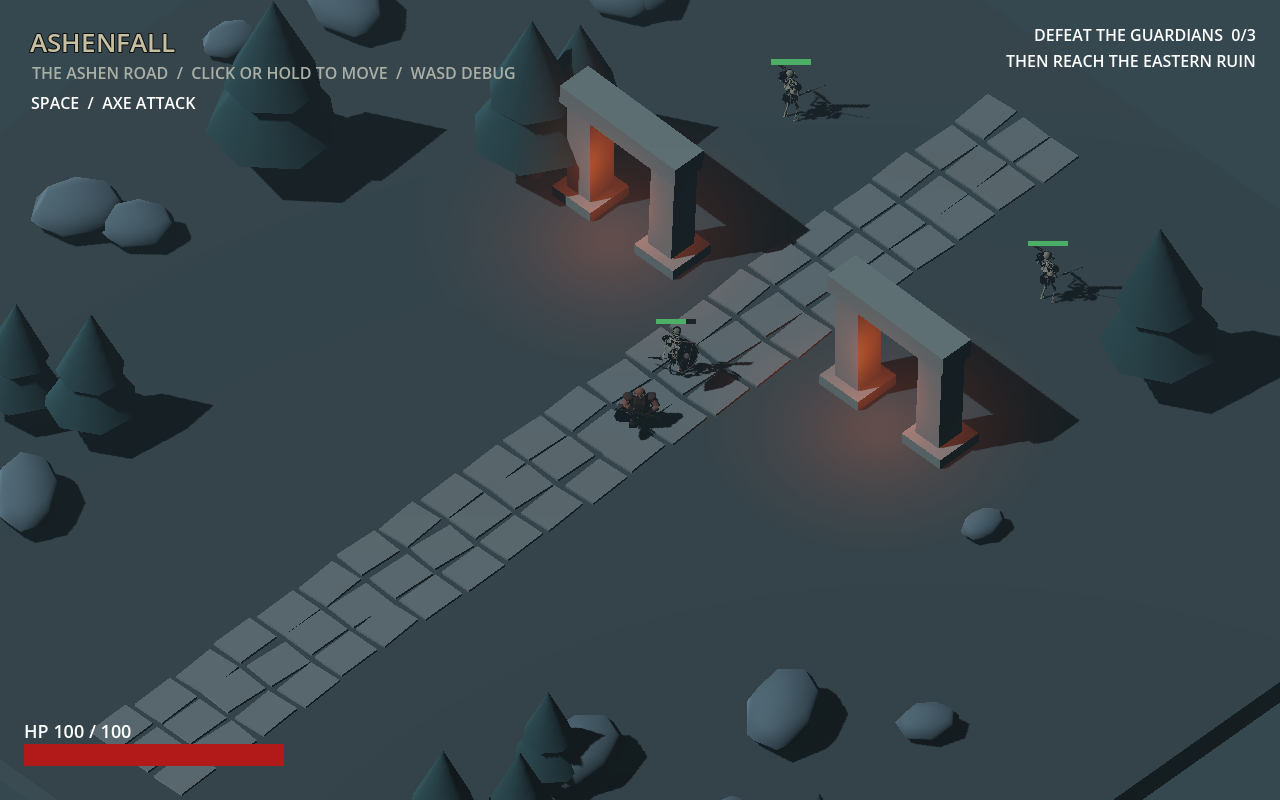 ASHENFALL
THE ASHEN ROAD / CLICK OR HOLD TO MOVE / WASD DEBUG
SPACE / AXE ATTACK
DEFEAT THE GUARDIANS 0/3
THEN REACH THE EASTERN RUIN
HP 100 / 100